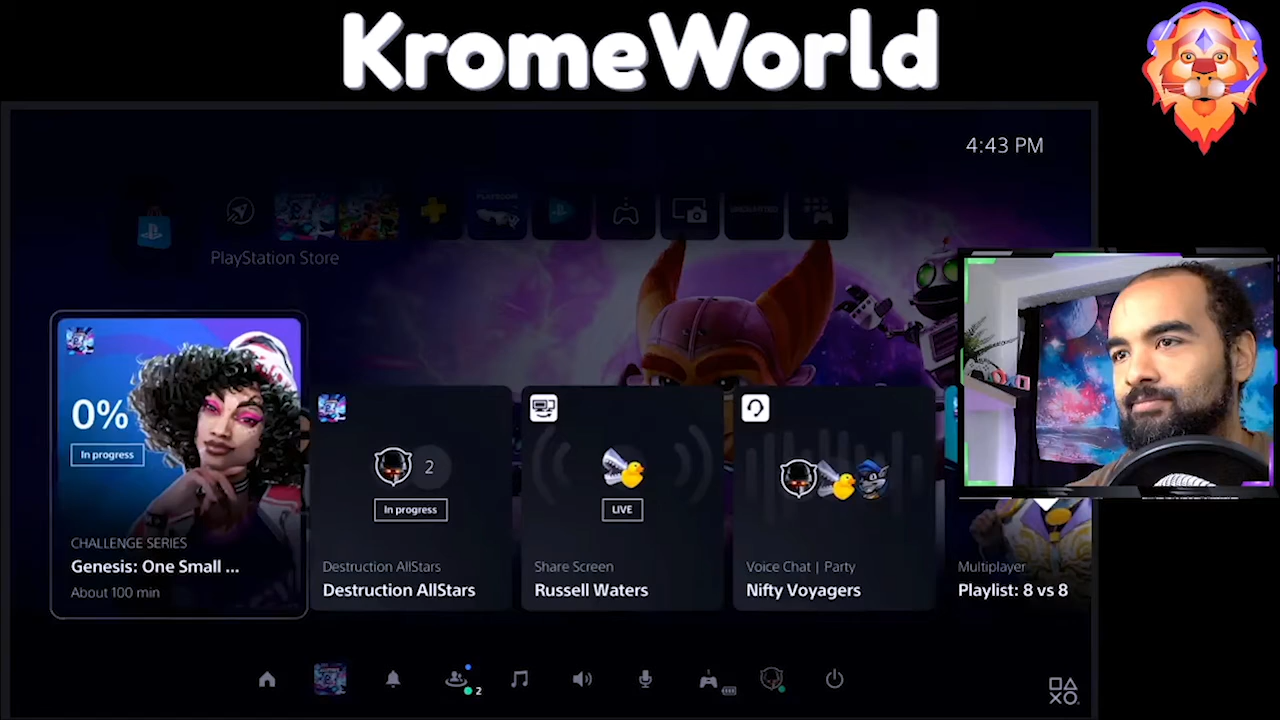 KromeWorld
4:43 PM
PlayStation Store
0%
In progress
CHALLENGE SERIES
Genesis: One Small ...
About 100 min
2
In progress
Destruction AllStars
Destruction AllStars
LIVE
Share Screen
Russell Waters
Voice Chat | Party
Nifty Voyagers
Multiplayer
Playlist: 8 vs 8
2